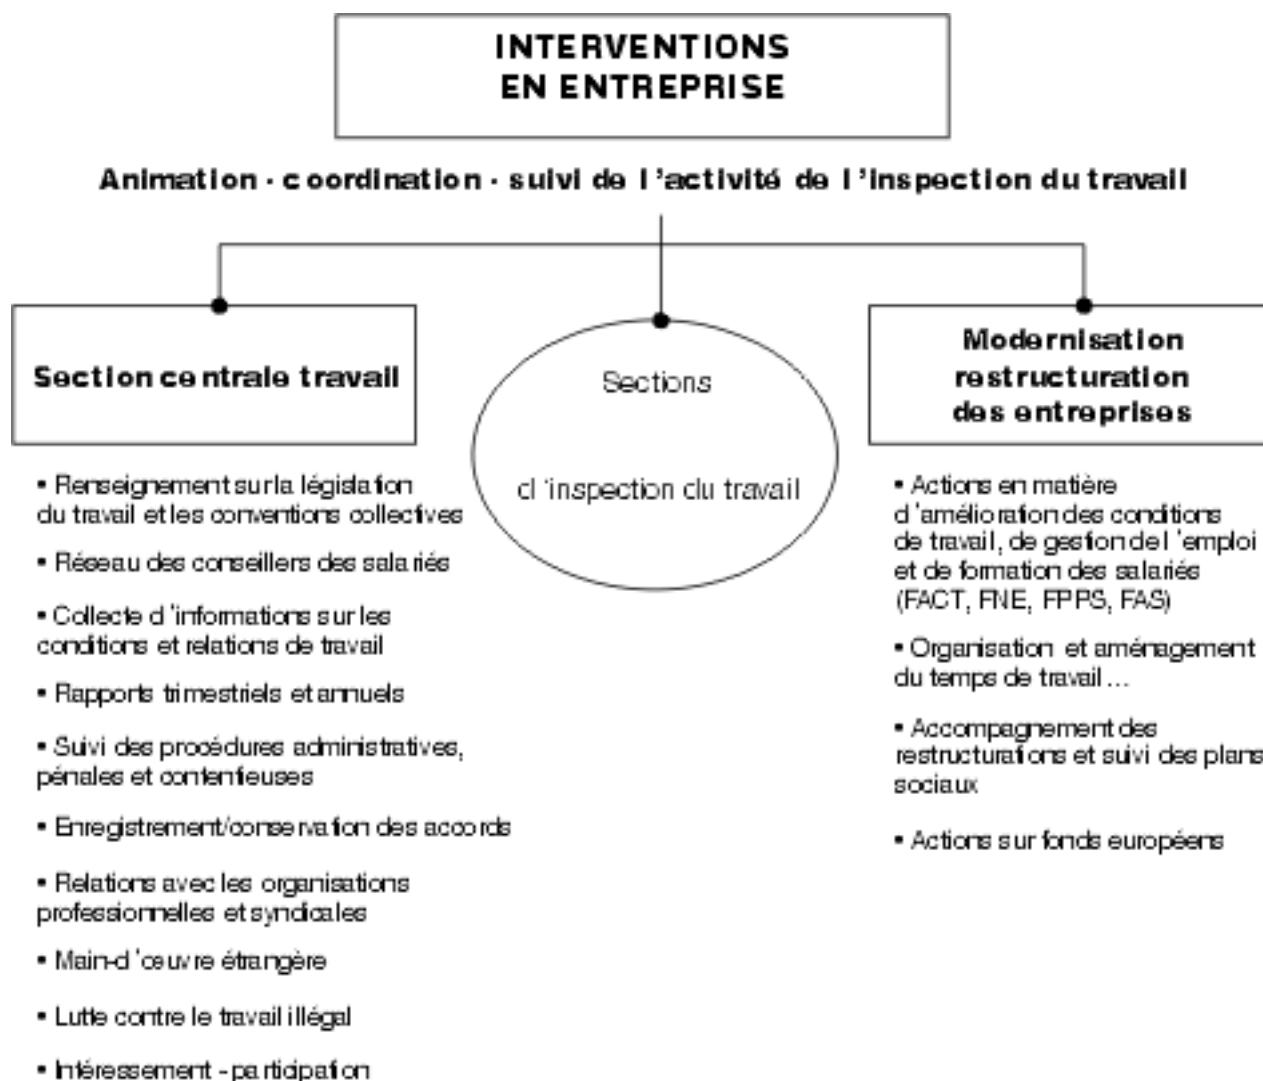 INTERVENTIONS
EN ENTREPRISE
Animation · coordination · suivi de l'activité de l'inspection du travail
Section centrale travail
▪ Renseignement sur la législation
du travail et les conventions collectives
▪ Réseau des conseillers des salariés
▪ Collecte d'informations sur les
conditions et relations de travail
▪ Rapports trimestriels et annuels
▪ Suivi des procédures administratives,
pénales et contentieuses
▪ Enregistrement/conservation des accords
▪ Relations avec les organisations
professionnelles et syndicales
▪ Main-d'œuvre étrangère
▪ Lutte contre le travail illégal
▪ Intéressement - participation
Sections
d'inspection du travail
Modernisation
restructuration
des entreprises
▪ Actions en matière
d'amélioration des conditions
de travail, de gestion de l'emploi
et de formation des salariés
(FACT, FNE, FPPS, FAS)
▪ Organisation et aménagement
du temps de travail...
▪ Accompagnement des
restructurations et suivi des plans
sociaux
▪ Actions sur fonds européens